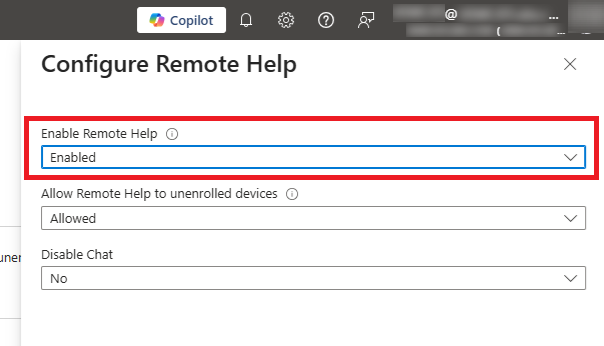 Copilot
@ ...
( ...
Configure Remote Help
Enable Remote Help
Enabled
Allow Remote Help to unenrolled devices
Allowed
uner
Disable Chat
No